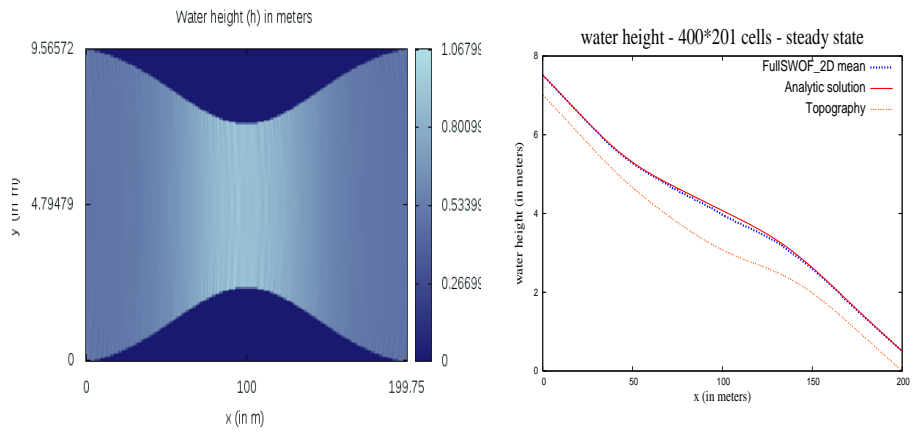 Water height (h) in meters
9.56572
4.79479
0
y (in m)
0
100
199.75
x (in m)
1.06799
0.80099
0.53399
0.26699
0
water height - 400*201 cells - steady state
FullSWOF_2D mean
Analytic solution
Topography
8
6
4
2
0
water height (in meters)
0
50
100
150
200
x (in meters)